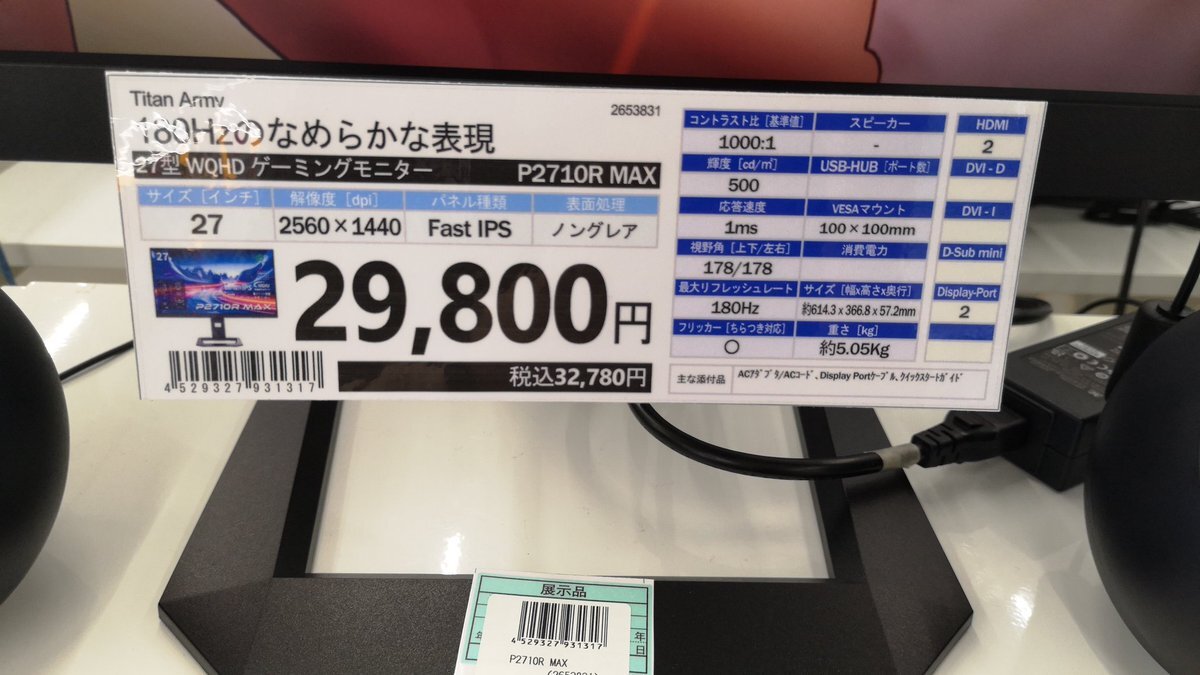 Titan Army
2653831
180Hzのなめらかな表現
27型 WQHD ゲーミングモニター
P2710R MAX
サイズ［インチ］ 解像度［dpi］ パネル種類 表面処理
27 2560×1440 Fast IPS ノングレア
27
P2710R MAX
29,800円
税込32,780円
4 529327 931317
コントラスト比［基準値］ スピーカー
1000:1 -
輝度［cd/㎡］ USB-HUB［ポート数］
500
応答速度 VESAマウント
1ms 100×100mm
視野角［上下/左右］ 消費電力
178/178
最大リフレッシュレート サイズ［幅x高さx奥行］
180Hz 約614.3 x 366.8 x 57.2mm
フリッカー［ちらつき対応］ 重さ［kg］
○ 約5.05Kg
HDMI
2
DVI - D
DVI - I
D-Sub mini
Display-Port
2
主な添付品 ACｱﾀﾞﾌﾟﾀ/ACｺｰﾄﾞ、Display Portｹｰﾌﾞﾙ、ｸｲｯｸｽﾀｰﾄｶﾞｲﾄﾞ
展示品
年 年
日
4 529327 931317
P2710R MAX